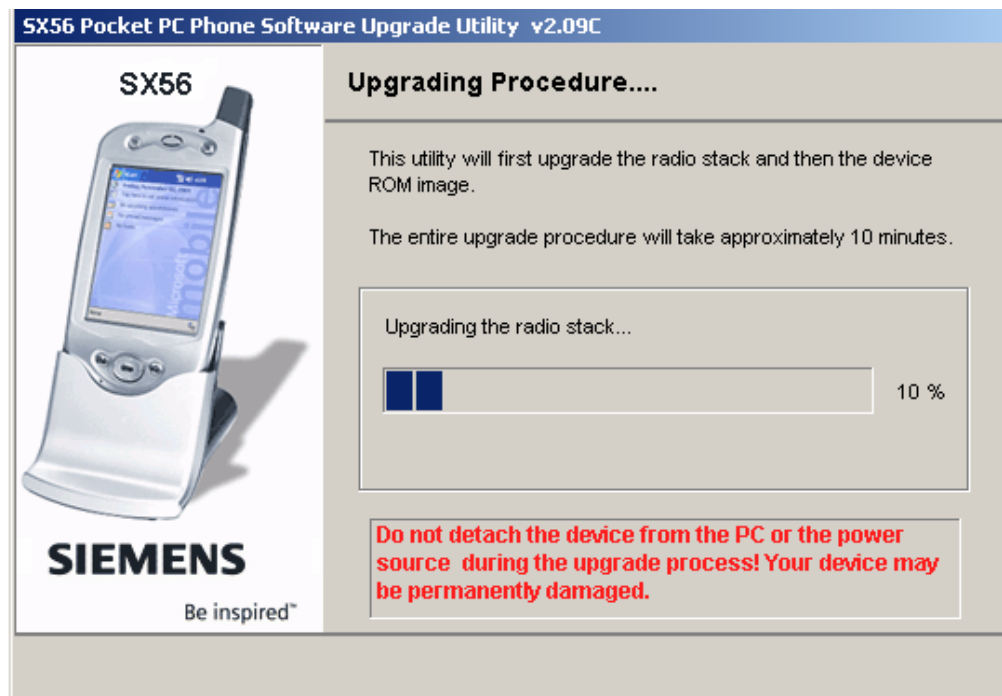 SX56 Pocket PC Phone Software Upgrade Utility v2.09C
SX56
Upgrading Procedure....
This utility will first upgrade the radio stack and then the device
ROM image.
The entire upgrade procedure will take approximately 10 minutes.
Upgrading the radio stack...
10 %
Do not detach the device from the PC or the power
source during the upgrade process! Your device may
be permanently damaged.
Microsoft
mobile
SIEMENS
Be inspired™